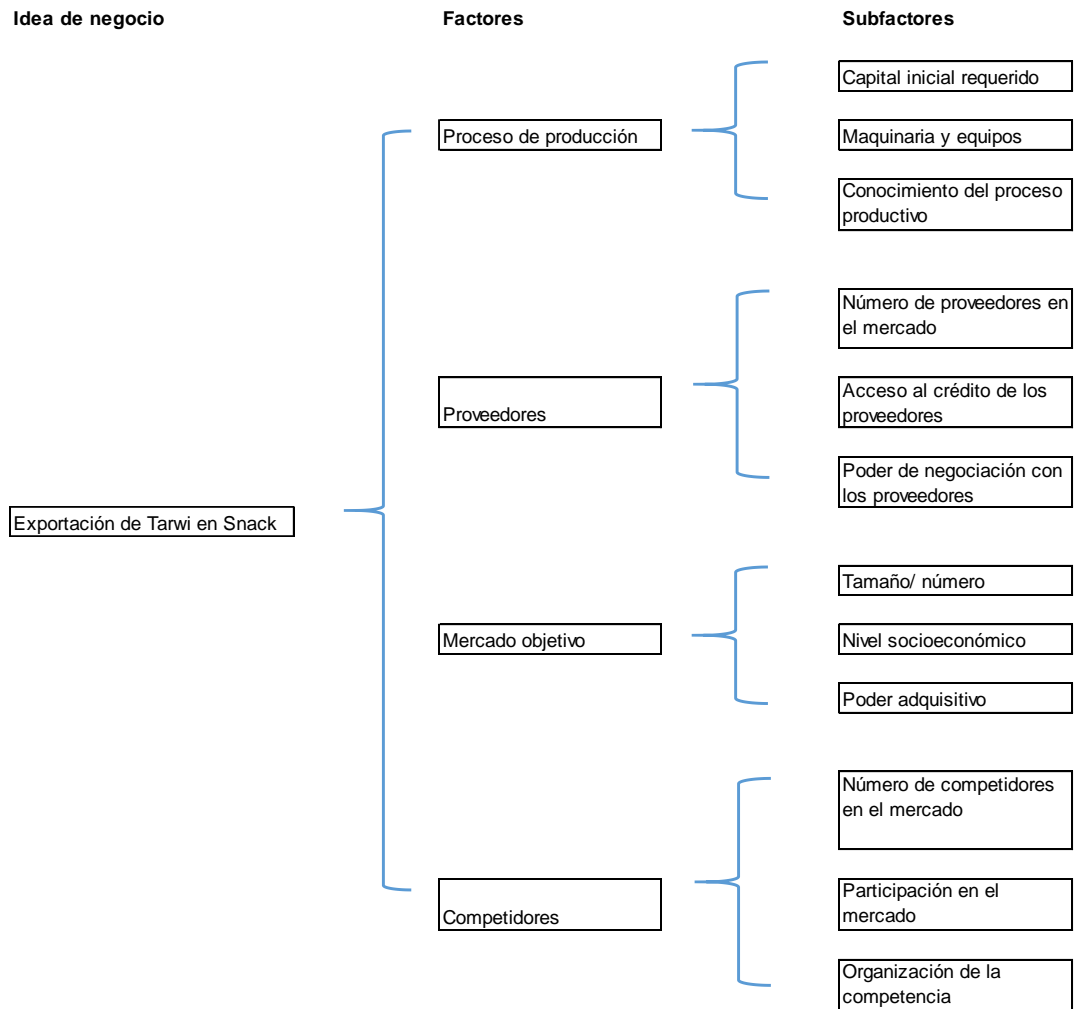 Idea de negocio
Factores
Subfactores
Capital inicial requerido
Proceso de producción
Maquinaria y equipos
Conocimiento del proceso
productivo
Número de proveedores en
el mercado
Proveedores
Acceso al crédito de los
proveedores
Poder de negociación con
los proveedores
Exportación de Tarwi en Snack
Tamaño/ número
Mercado objetivo
Nivel socioeconómico
Poder adquisitivo
Número de competidores
en el mercado
Competidores
Participación en el
mercado
Organización de la
competencia